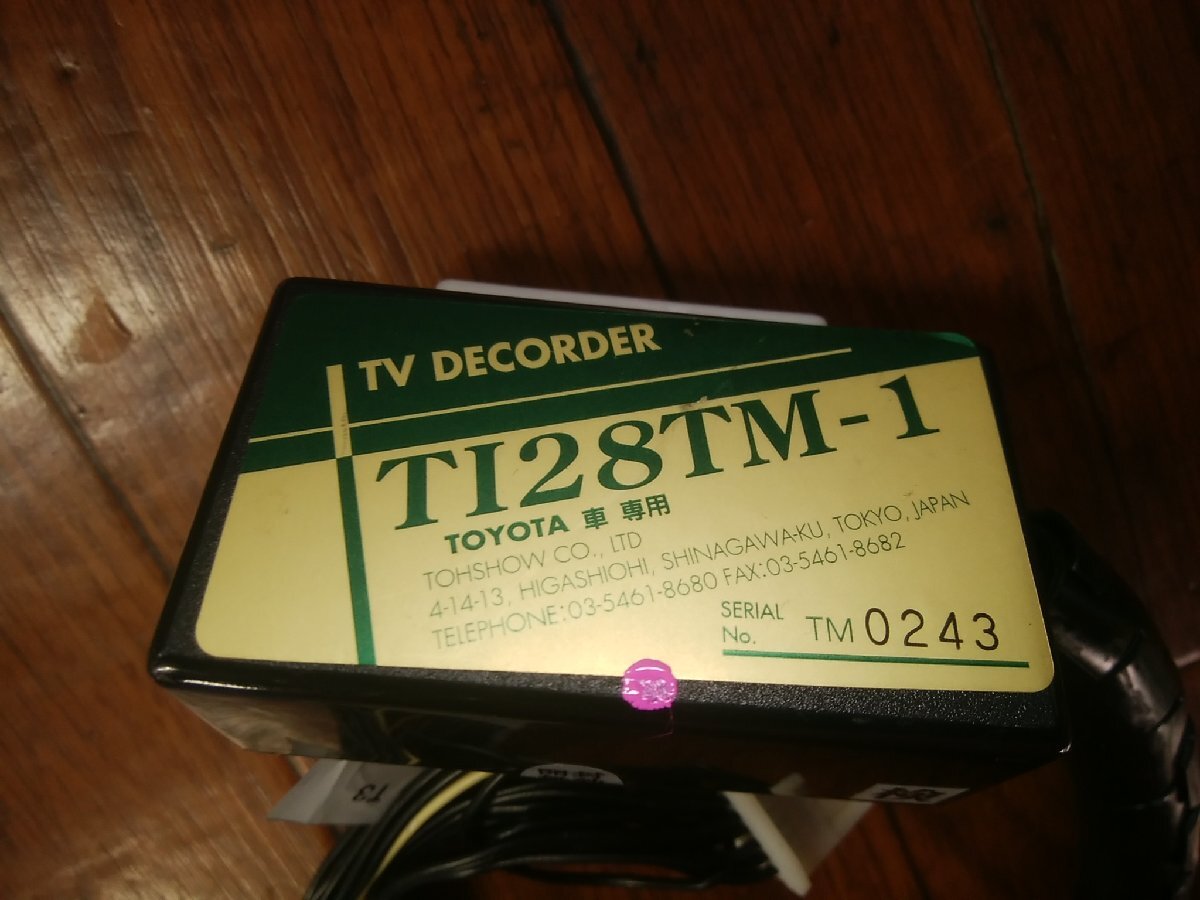 TV DECORDER
TI28TM-1
TOYOTA 車 専用
TOHSHOW CO., LTD
4-14-13, HIGASHIOHI, SHINAGAWA-KU, TOKYO, JAPAN
TELEPHONE:03-5461-8680 FAX:03-5461-8682
SERIAL
No. TM0243
T3